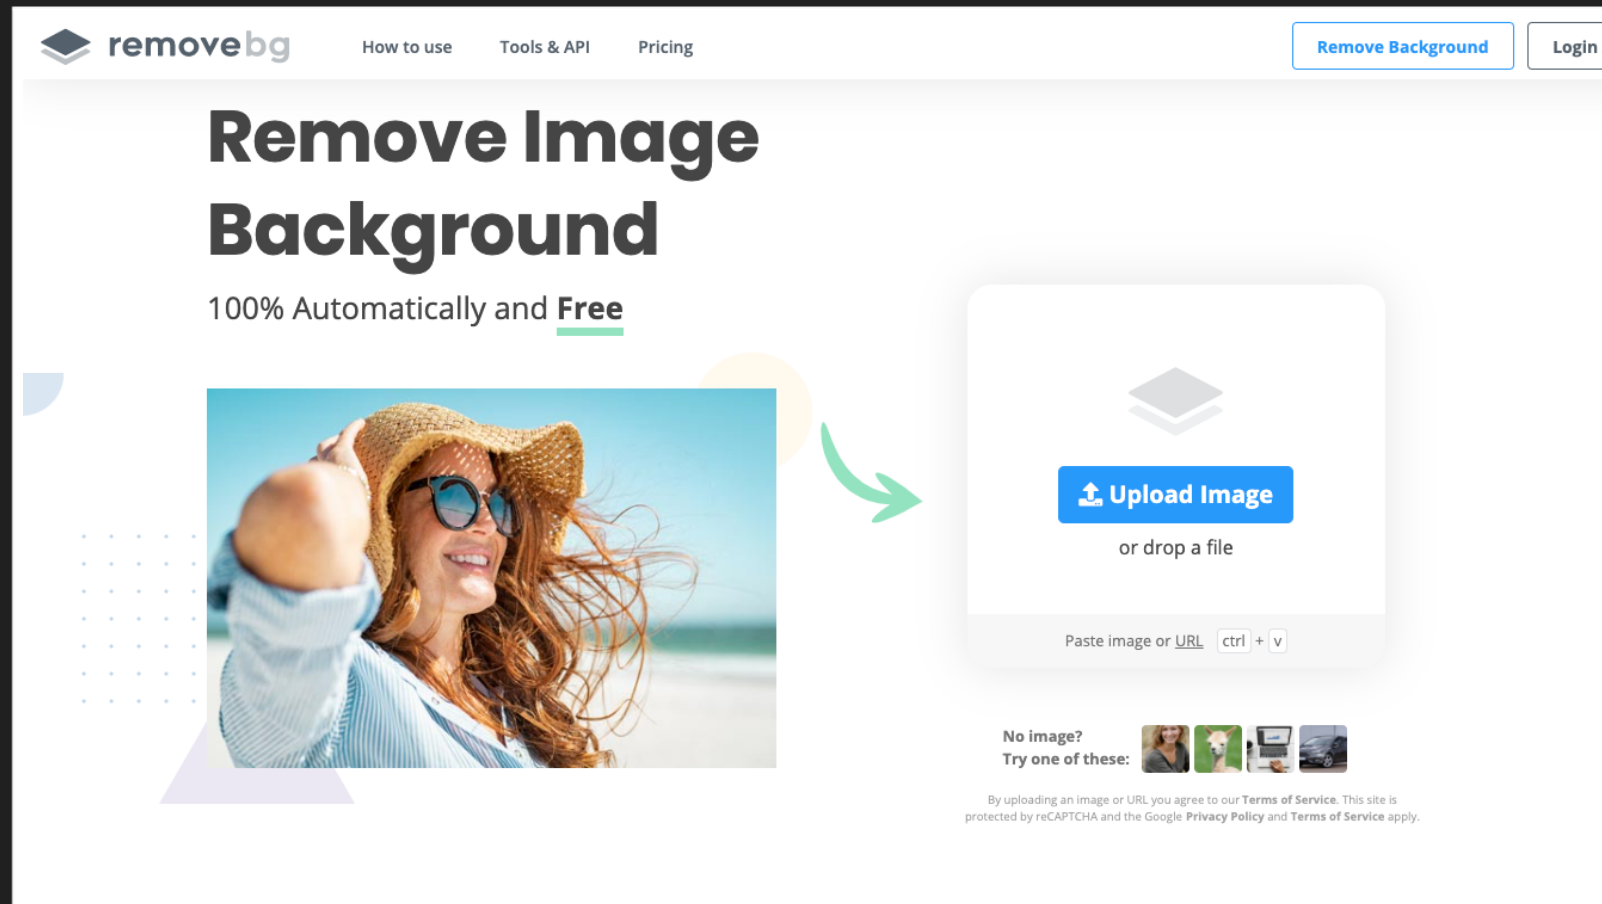 removebg
How to use
Tools & API
Pricing
Remove Background
Login
Remove Image
Background
100% Automatically and Free
Upload Image
or drop a file
Paste image or URL ctrl + v
No image?
Try one of these:
By uploading an image or URL you agree to our Terms of Service. This site is
protected by reCAPTCHA and the Google Privacy Policy and Terms of Service apply.